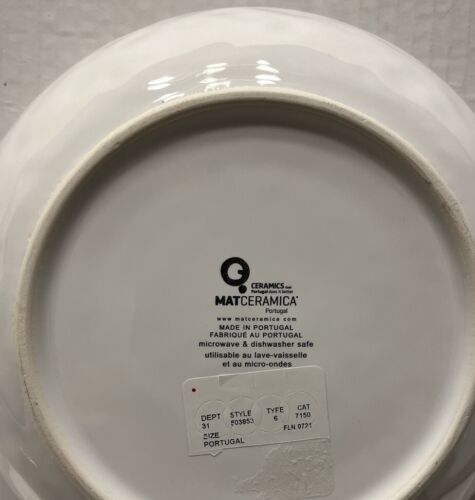 CERAMICS
Portugal does it better
MATCERAMICA
Portugal
www matceramica com
MADE IN PORTUGAL
FABRIQUÉ AU PORTUGAL
microwave & dishwasher safe
utilisable au lave-vaisselle
et au micro-ondes
DEPT STYLE TYPE CAT
31 503853 6 7150
SIZE FLN 0721
PORTUGAL